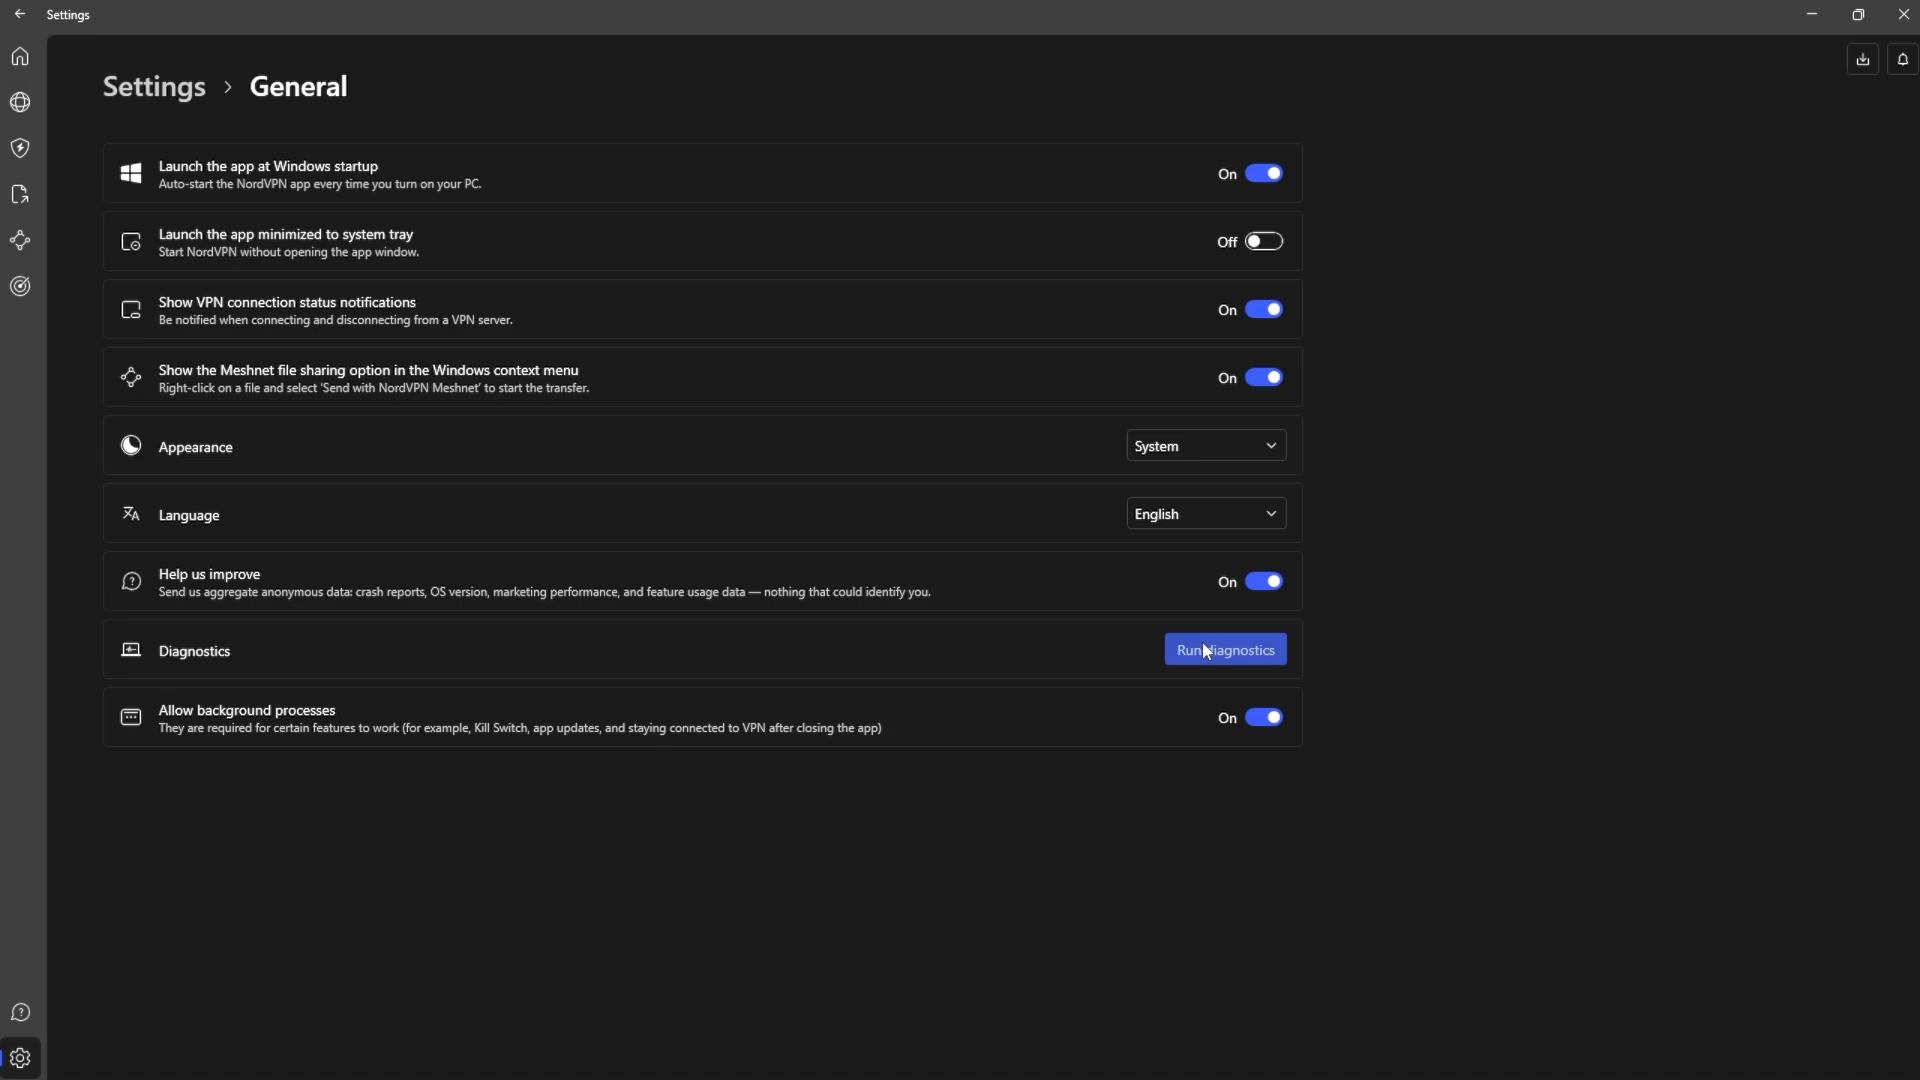 Settings
Settings > General
Launch the app at Windows startup
Auto-start the NordVPN app every time you turn on your PC.
On
Launch the app minimized to system tray
Start NordVPN without opening the app window.
Off
Show VPN connection status notifications
Be notified when connecting and disconnecting from a VPN server.
On
Show the Meshnet file sharing option in the Windows context menu
Right-click on a file and select 'Send with NordVPN Meshnet' to start the transfer.
On
Appearance
System
Language
English
Help us improve
Send us aggregate anonymous data: crash reports, OS version, marketing performance, and feature usage data — nothing that could identify you.
On
Diagnostics
Run diagnostics
Allow background processes
They are required for certain features to work (for example, Kill Switch, app updates, and staying connected to VPN after closing the app)
On